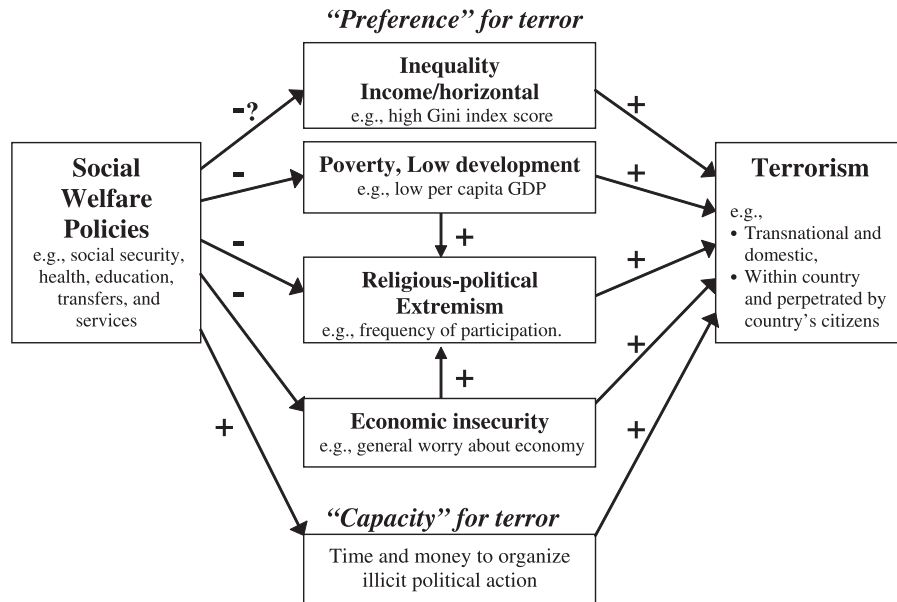 “Preference” for terror
Inequality
Income/horizontal
e.g., high Gini index score
-?
+
Social
Welfare
Policies
e.g., social security,
health, education,
transfers, and
services
-
-
-
+
Poverty, Low development
e.g., low per capita GDP
+
+
Religious-political
Extremism
e.g., frequency of participation.
+
+
Economic insecurity
e.g., general worry about economy
+
“Capacity” for terror
Time and money to organize
illicit political action
+
Terrorism
e.g.,
• Transnational and
domestic,
• Within country
and perpetrated by
country’s citizens